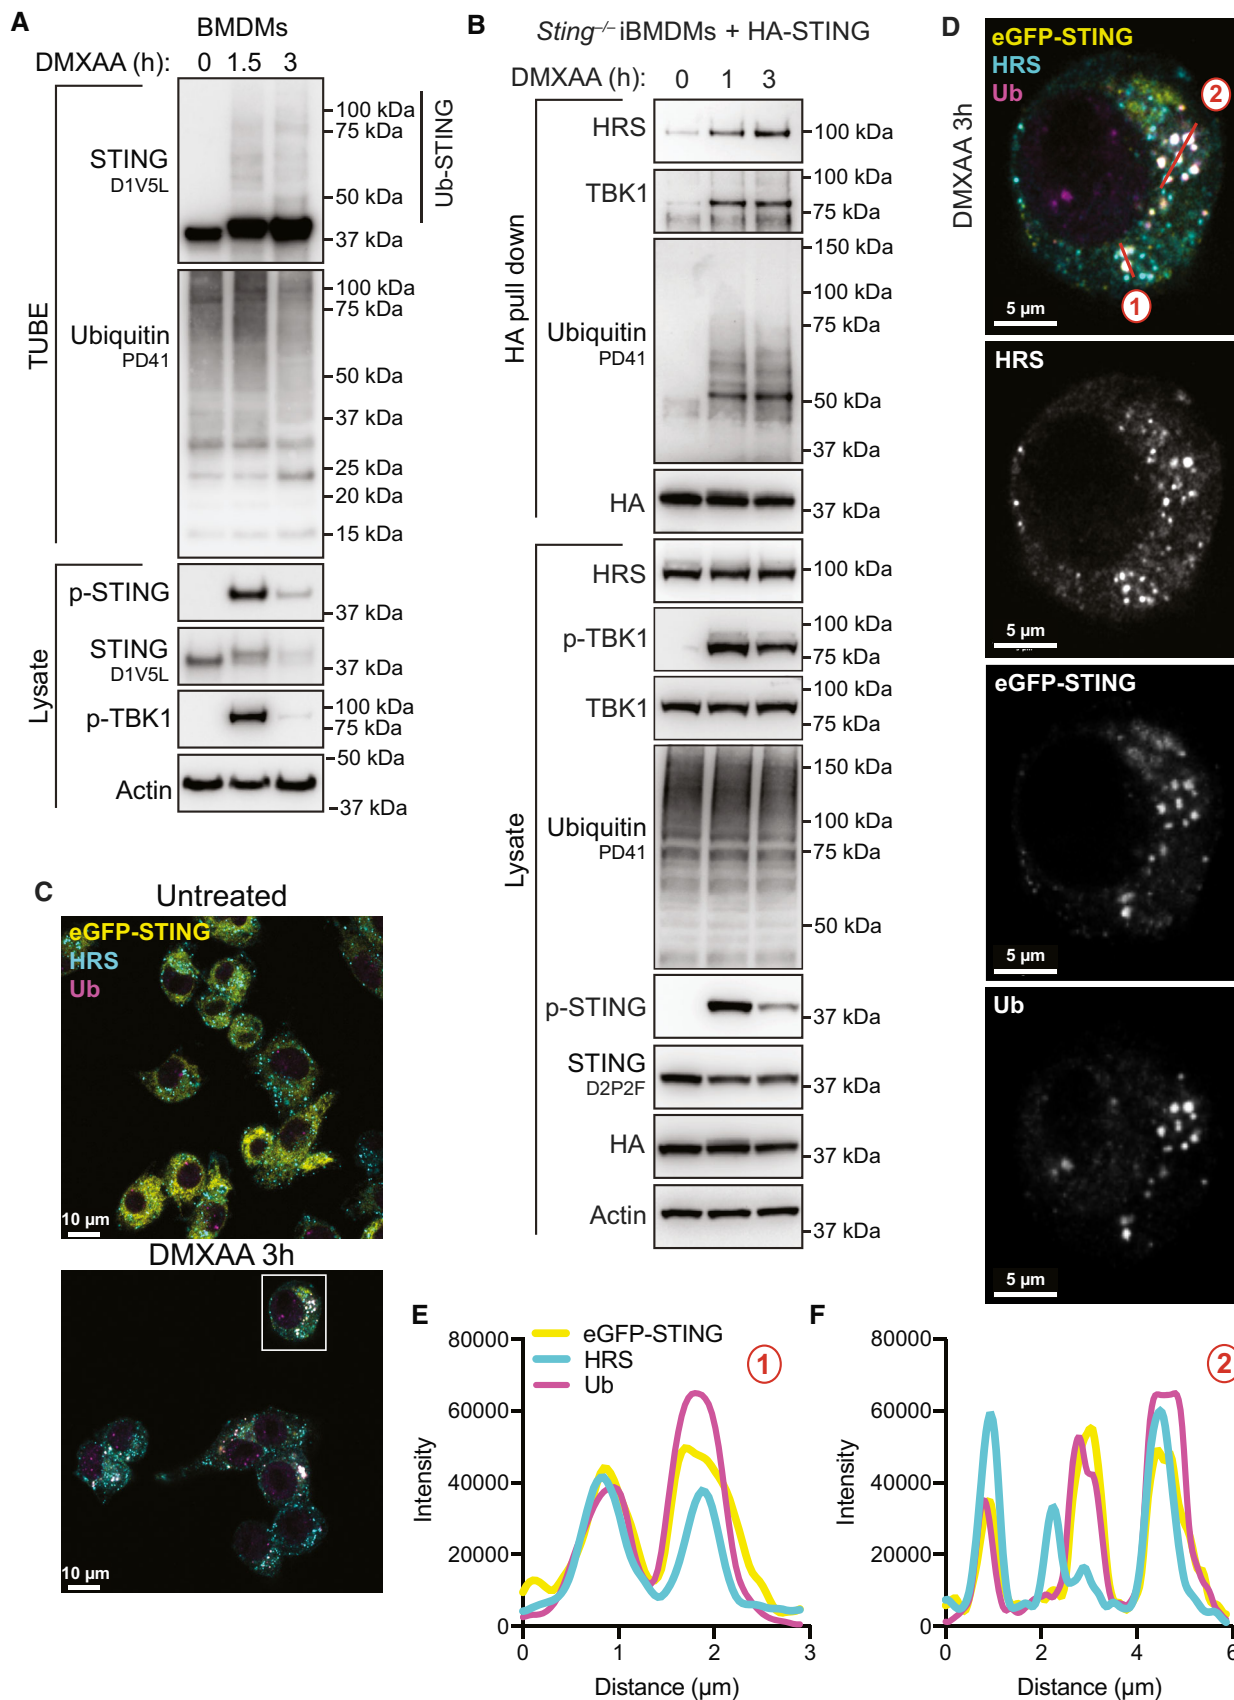 A
BMDMs
DMXAA (h): 0 1.5 3
TUBE
STING
D1V5L
100 kDa
75 kDa
50 kDa
37 kDa
Ub-STING
Ubiquitin
PD41
100 kDa
75 kDa
50 kDa
37 kDa
25 kDa
20 kDa
15 kDa
Lysate
p-STING
37 kDa
STING
D1V5L
37 kDa
p-TBK1
100 kDa
75 kDa
50 kDa
Actin
37 kDa
B
Sting–/– iBMDMs + HA-STING
DMXAA (h): 0 1 3
HA pull down
HRS
100 kDa
TBK1
100 kDa
75 kDa
Ubiquitin
PD41
150 kDa
100 kDa
75 kDa
50 kDa
37 kDa
HA
37 kDa
Lysate
HRS
100 kDa
p-TBK1
100 kDa
75 kDa
TBK1
100 kDa
75 kDa
Ubiquitin
PD41
150 kDa
100 kDa
75 kDa
50 kDa
p-STING
37 kDa
STING
D2P2F
37 kDa
HA
37 kDa
Actin
37 kDa
C
Untreated
eGFP-STING
HRS
Ub
10 µm
DMXAA 3h
10 µm
D
DMXAA 3h
eGFP-STING
HRS
Ub
2
1
5 µm
HRS
5 µm
eGFP-STING
5 µm
Ub
5 µm
E
eGFP-STING
HRS
Ub
1
Intensity
80000
60000
40000
20000
0
0 1 2 3
Distance (µm)
F
2
Intensity
80000
60000
40000
20000
0
0 2 4 6
Distance (µm)